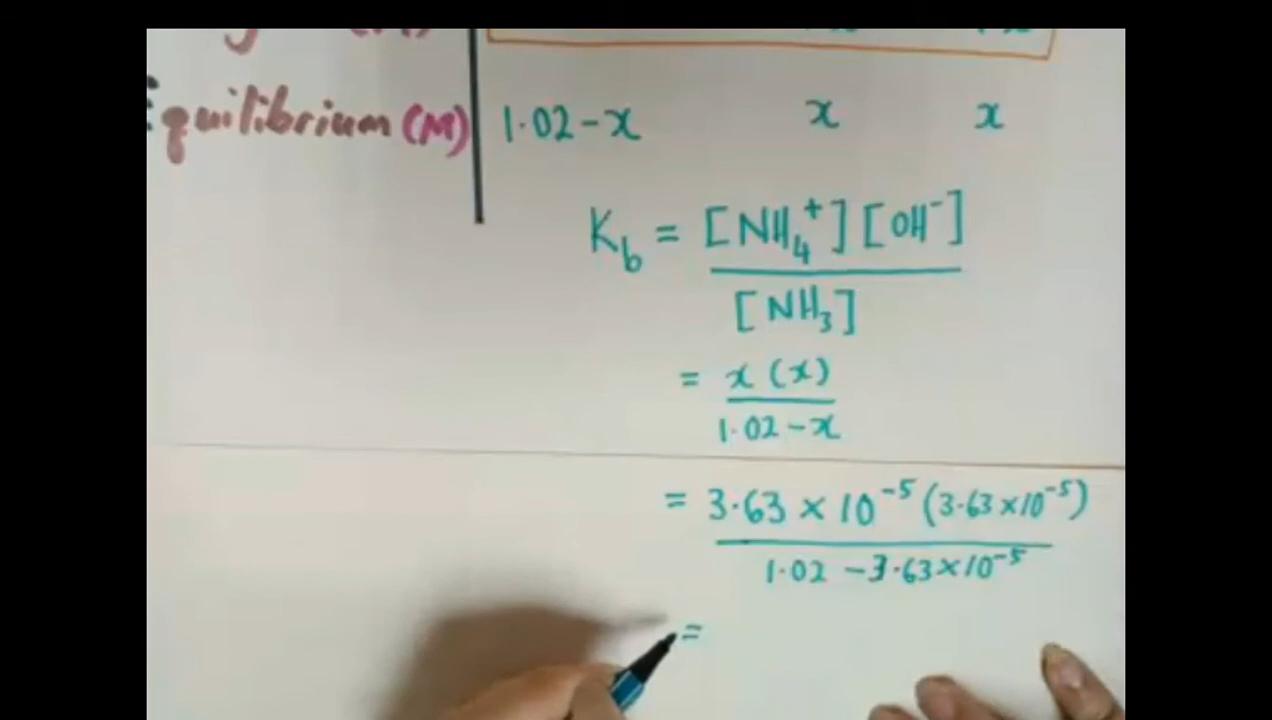 Equilibrium (M) 1.02-x x x
Kb = [NH4+] [OH-]
[NH3]
= x (x)
1.02-x
= 3.63 × 10^-5 (3.63 × 10^-5)
1.02 - 3.63 × 10^-5
=